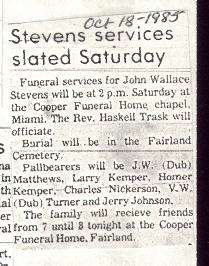 Oct 18-1985
Stevens services
slated Saturday
Funeral services for John Wallace
Stevens will be at 2 p.m. Saturday at
the Cooper Funeral Home, chapel,
Miami. The Rev. Haskell Trask will
officiate.
Burial will be in the Fairland
Cemetery.
Pallbearers will be J.W. (Dub)
Matthews, Larry Kemper, Homer
Kemper, Charles Nickerson, V.W.
(Dub) Turner and Jerry Johnson.
The family will recieve friends
from 7 until 8 tonight at the Cooper
Funeral Home, Fairland.